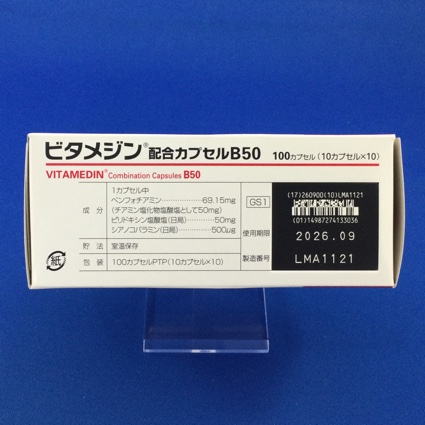 ビタメジン® 配合カプセルB50 100カプセル(10カプセル×10)
VITAMEDIN® Combination Capsules B50
成分
1カプセル中
ベンフォチアミン 69.15mg
(チアミン塩化物塩酸塩として50mg)
ピリドキシン塩酸塩(日局) 50mg
シアノコバラミン(日局) 500μg
貯法 室温保存
包装 100カプセルPTP(10カプセル×10)
紙
GS1
(17)260900(10)LMA1121
(01)14987274133036
使用期限 2026.09
製造番号 LMA1121